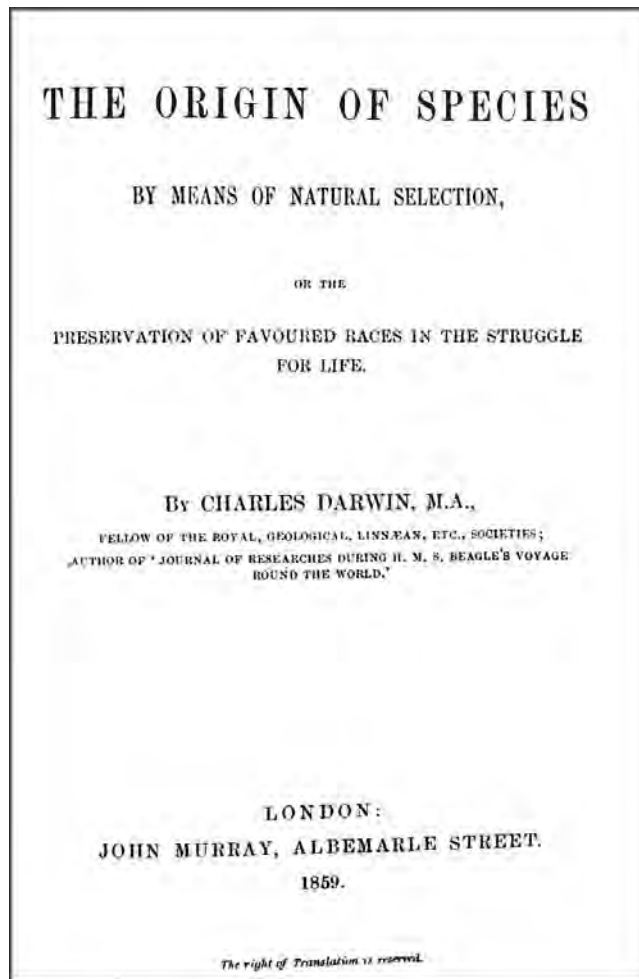 THE ORIGIN OF SPECIES
BY MEANS OF NATURAL SELECTION,
OR THE
PRESERVATION OF FAVOURED RACES IN THE STRUGGLE
FOR LIFE.
BY CHARLES DARWIN, M.A.,
FELLOW OF THE ROYAL, GEOLOGICAL, LINNÆAN, ETC., SOCIETIES;
AUTHOR OF 'JOURNAL OF RESEARCHES DURING H. M. S. BEAGLE'S VOYAGE
ROUND THE WORLD.'
LONDON:
JOHN MURRAY, ALBEMARLE STREET.
1859.
The right of Translation is reserved.